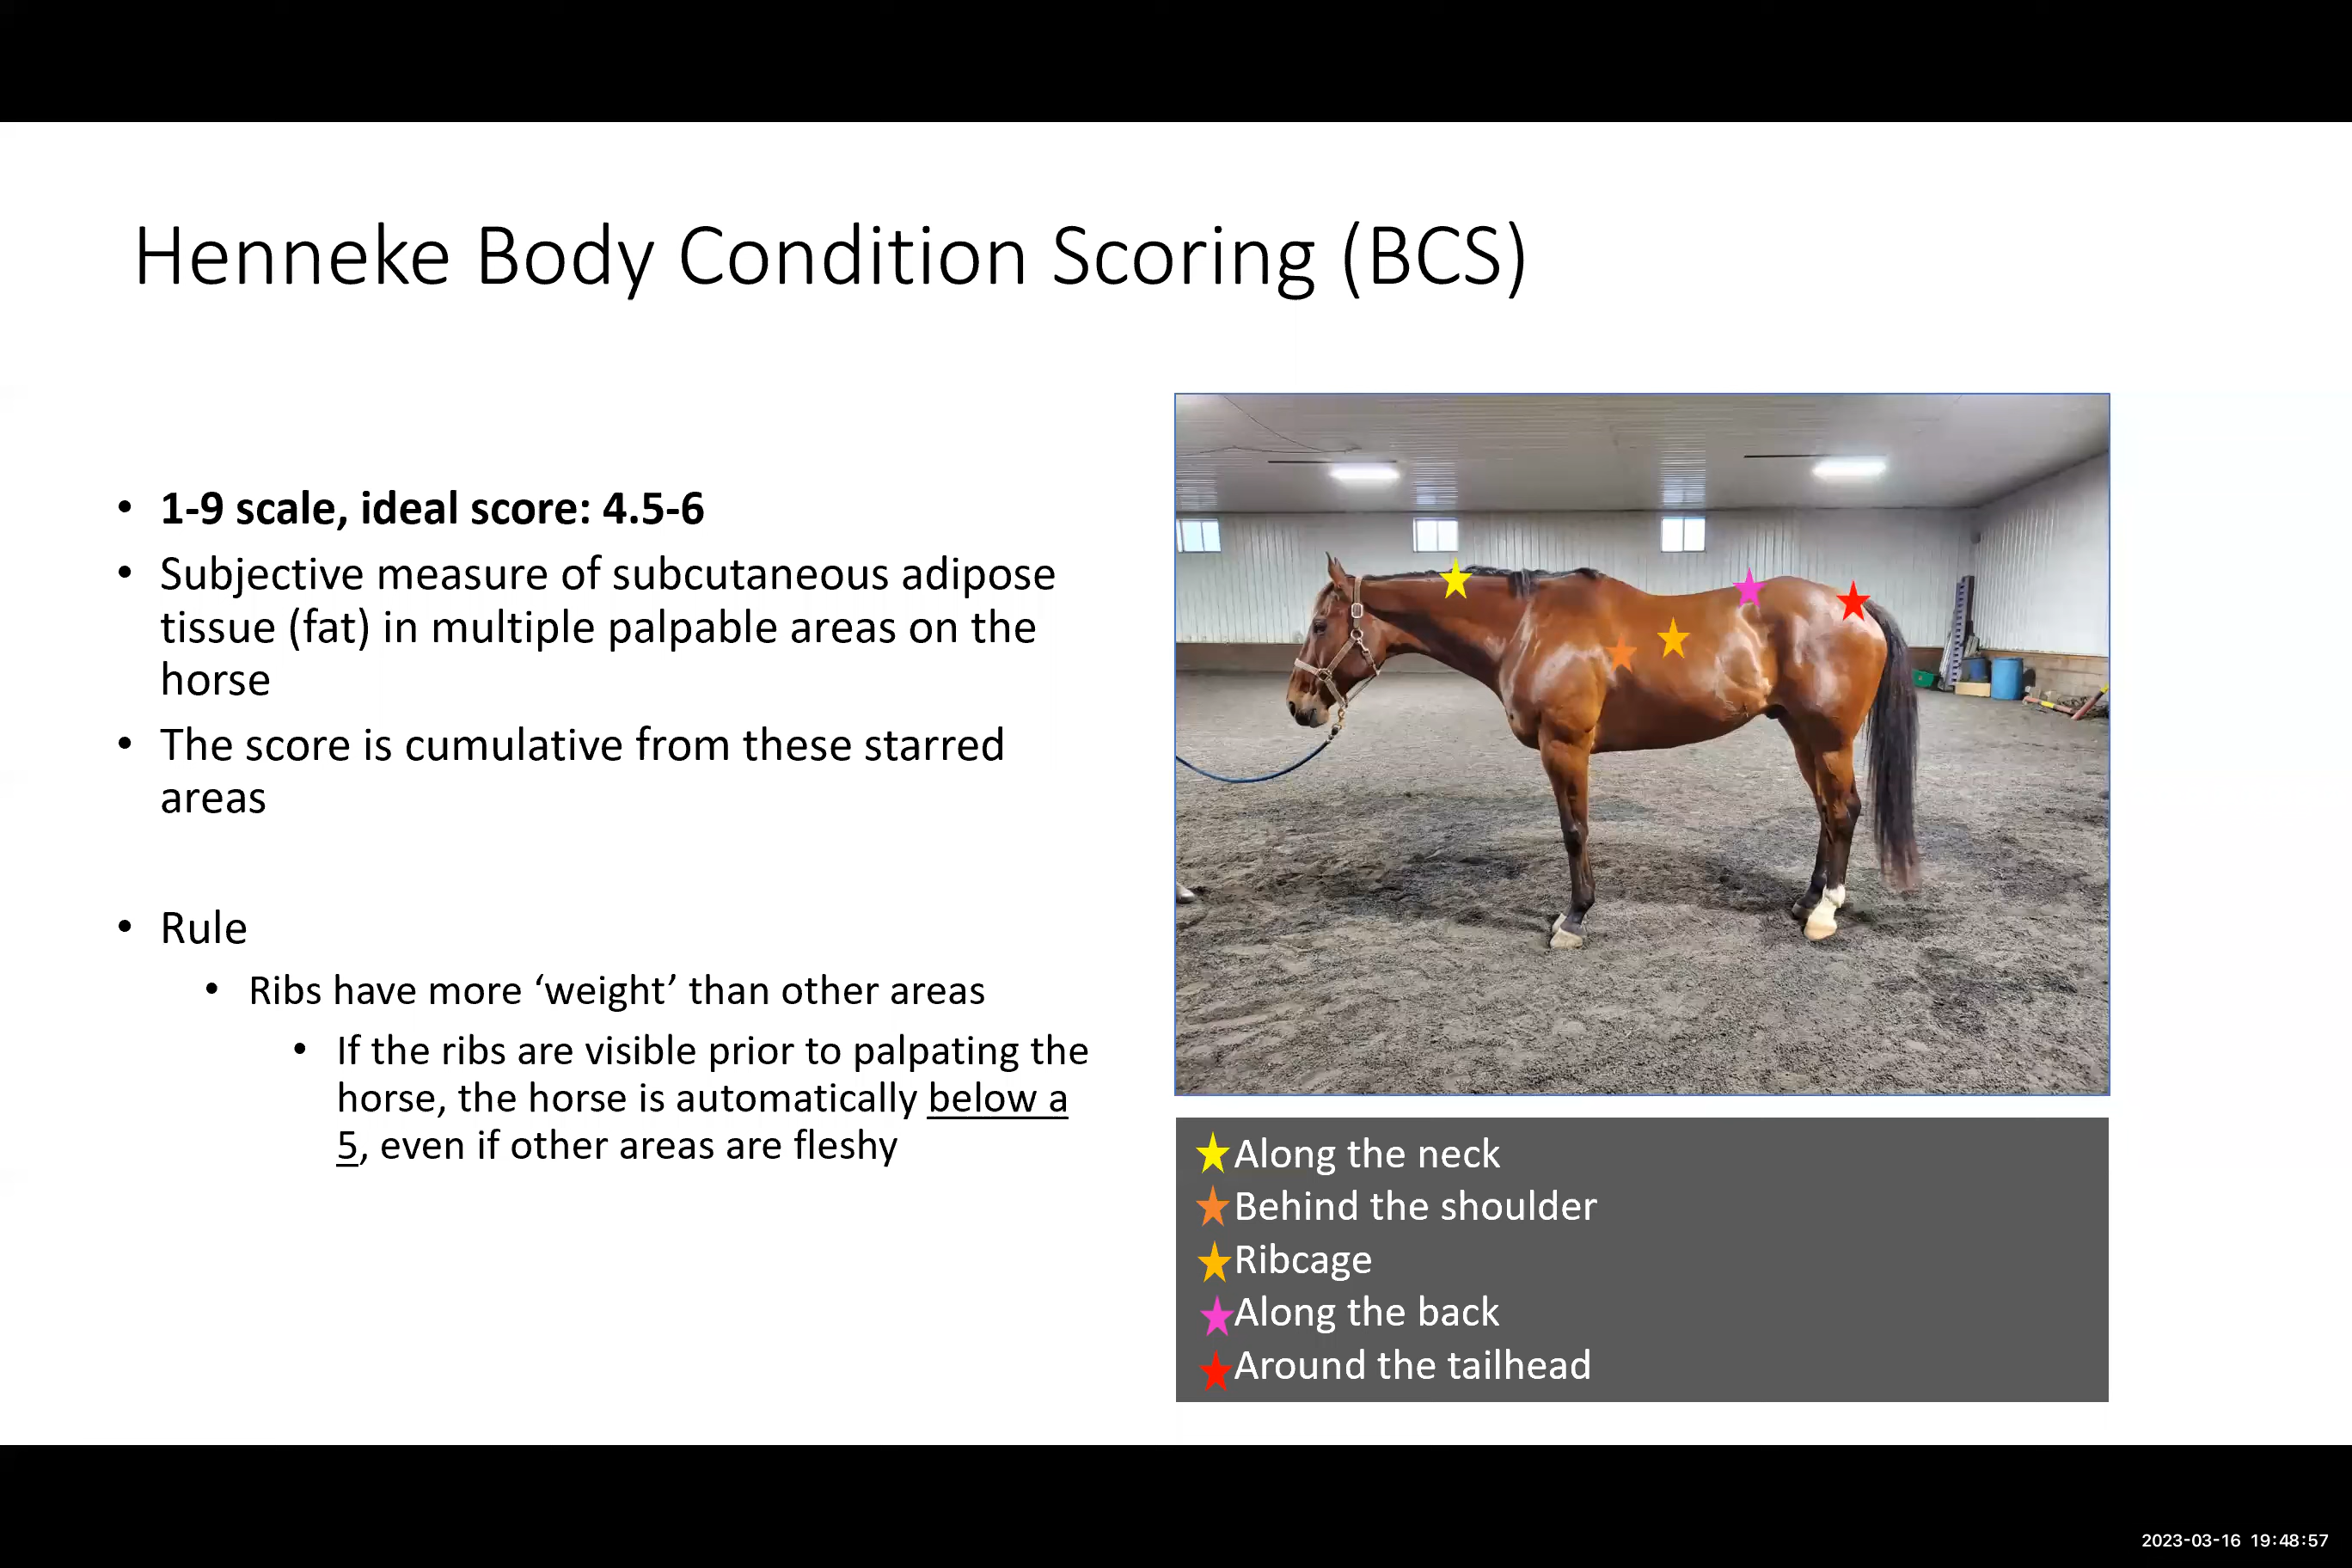 Henneke Body Condition Scoring (BCS)
• 1-9 scale, ideal score: 4.5-6
• Subjective measure of subcutaneous adipose
tissue (fat) in multiple palpable areas on the
horse
• The score is cumulative from these starred
areas
• Rule
• Ribs have more ‘weight’ than other areas
• If the ribs are visible prior to palpating the
horse, the horse is automatically below a
5, even if other areas are fleshy
Along the neck
Behind the shoulder
Ribcage
Along the back
Around the tailhead
2023-03-16 19:48:57